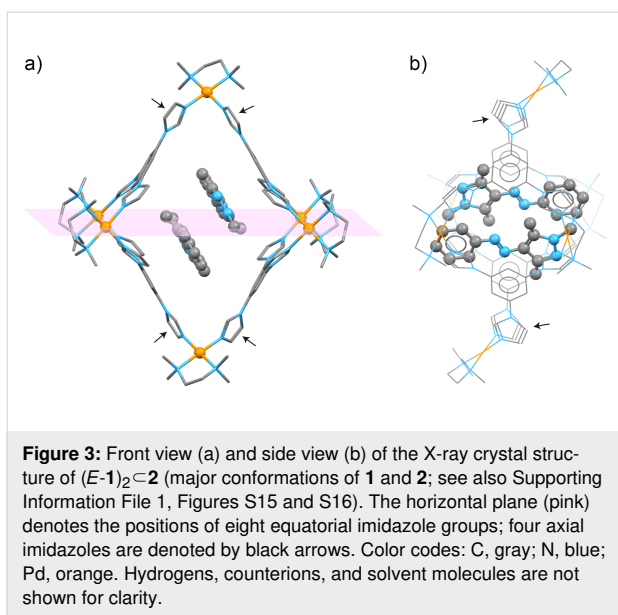 a)
b)
Figure 3: Front view (a) and side view (b) of the X-ray crystal struc-
ture of (E-1)₂⊂2 (major conformations of 1 and 2; see also Supporting
Information File 1, Figures S15 and S16). The horizontal plane (pink)
denotes the positions of eight equatorial imidazole groups; four axial
imidazoles are denoted by black arrows. Color codes: C, gray; N, blue;
Pd, orange. Hydrogens, counterions, and solvent molecules are not
shown for clarity.